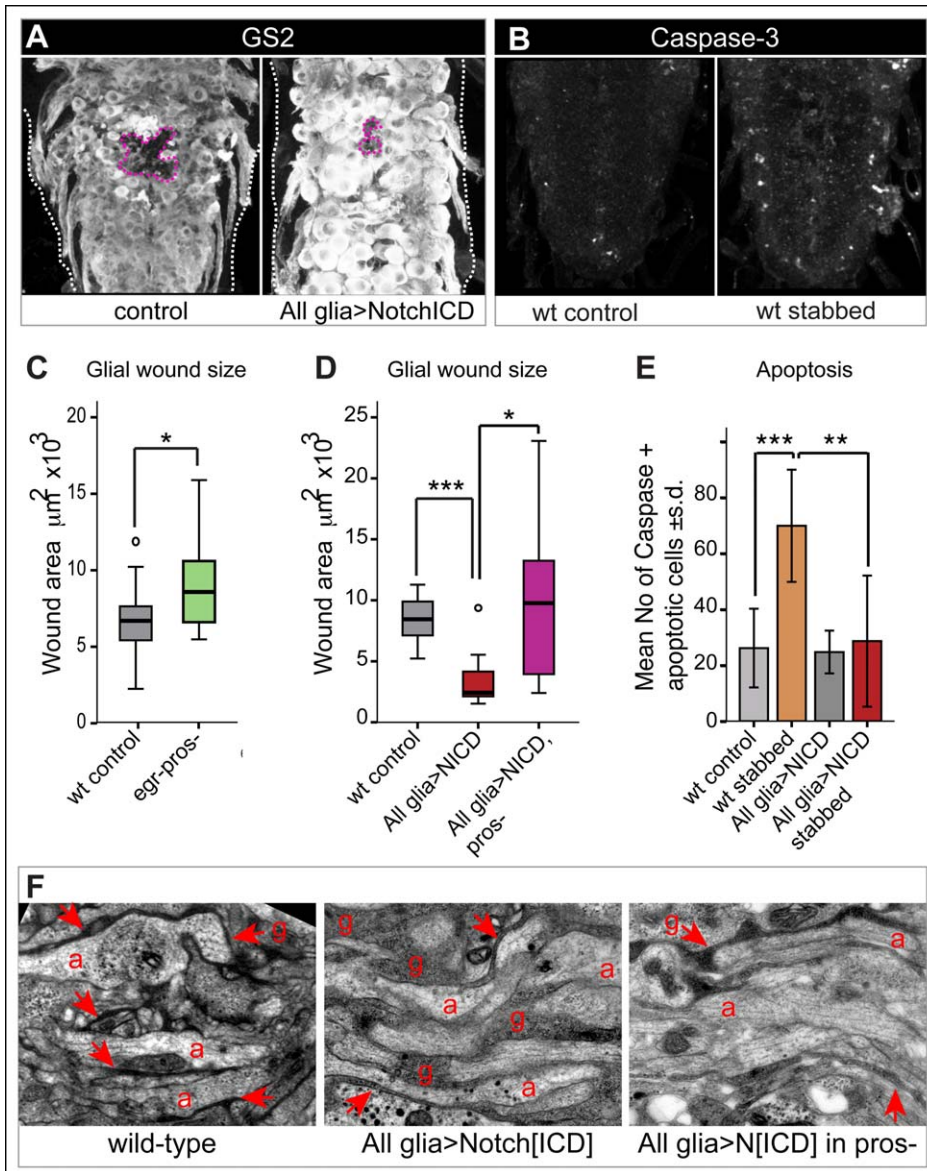 A
GS2
B
Caspase-3
control
All glia>NotchICD
wt control
wt stabbed
C
Glial wound size
Wound area μm² x10³
20
15
10
5
0
*
wt control
egr-pros-
D
Glial wound size
Wound area μm² x10³
25
20
15
10
5
0
***
*
wt control
All glia>NICD
All glia>NICD,
pros-
E
Apoptosis
Mean No of Caspase +
apoptotic cells ±s.d.
80
60
40
20
0
***
**
wt control
wt stabbed
All glia>NICD
All glia>NICD
stabbed
F
g
a
a
a
wild-type
g
g
a
a
g
g
a
All glia>Notch[ICD]
g
a
a
All glia>N[ICD] in pros-